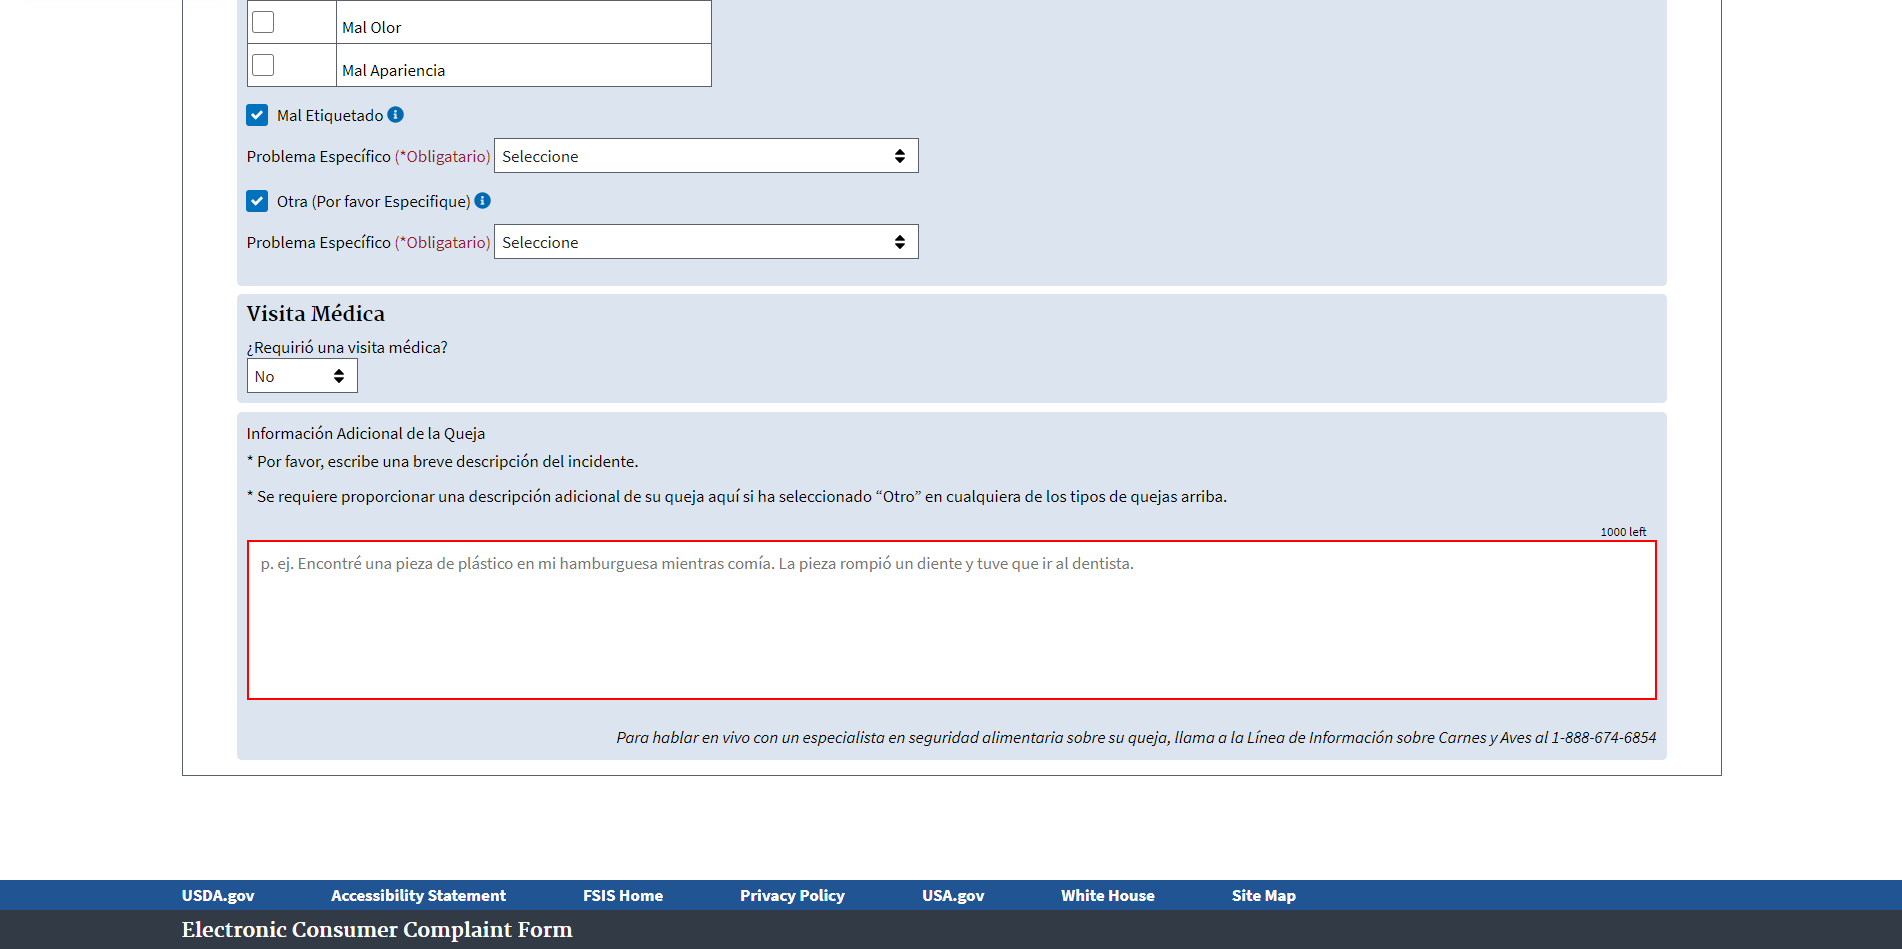 Mal Olor
Mal Apariencia
Mal Etiquetado
Problema Específico (*Obligatario) Seleccione
Otra (Por favor Especifique)
Problema Específico (*Obligatario) Seleccione
Visita Médica
¿Requirió una visita médica?
No
Información Adicional de la Queja
* Por favor, escribe una breve descripción del incidente.
* Se requiere proporcionar una descripción adicional de su queja aquí si ha seleccionado “Otro” en cualquiera de los tipos de quejas arriba.
1000 left
p. ej. Encontré una pieza de plástico en mi hamburguesa mientras comía. La pieza rompió un diente y tuve que ir al dentista.
Para hablar en vivo con un especialista en seguridad alimentaria sobre su queja, llama a la Línea de Información sobre Carnes y Aves al 1-888-674-6854
USDA.gov Accessibility Statement FSIS Home Privacy Policy USA.gov White House Site Map
Electronic Consumer Complaint Form